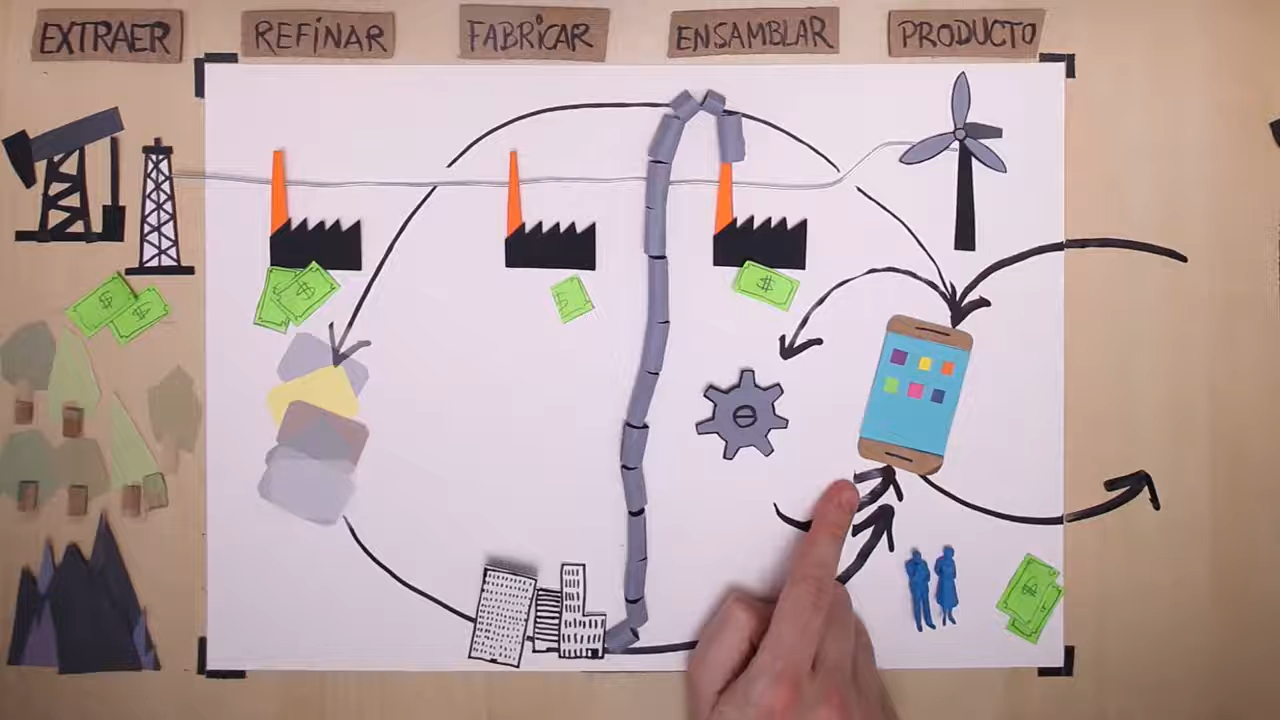 EXTRAER
REFINAR
FABRICAR
ENSAMBLAR
PRODUCTO
$
$
$
$
$
$
$